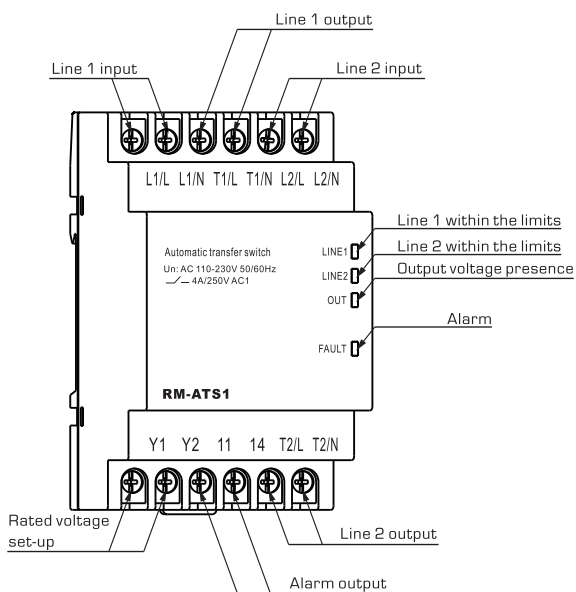 Line 1 output
Line 1 input
Line 2 input
L1/L L1/N T1/L T1/N L2/L L2/N
Line 1 within the limits
Line 2 within the limits
Output voltage presence
Alarm
Automatic transfer switch
Un: AC 110-230V 50/60Hz
4A/250V AC1
LINE1
LINE2
OUT
FAULT
RM-ATS1
Y1 Y2 11 14 T2/L T2/N
Rated voltage
set-up
Line 2 output
Alarm output